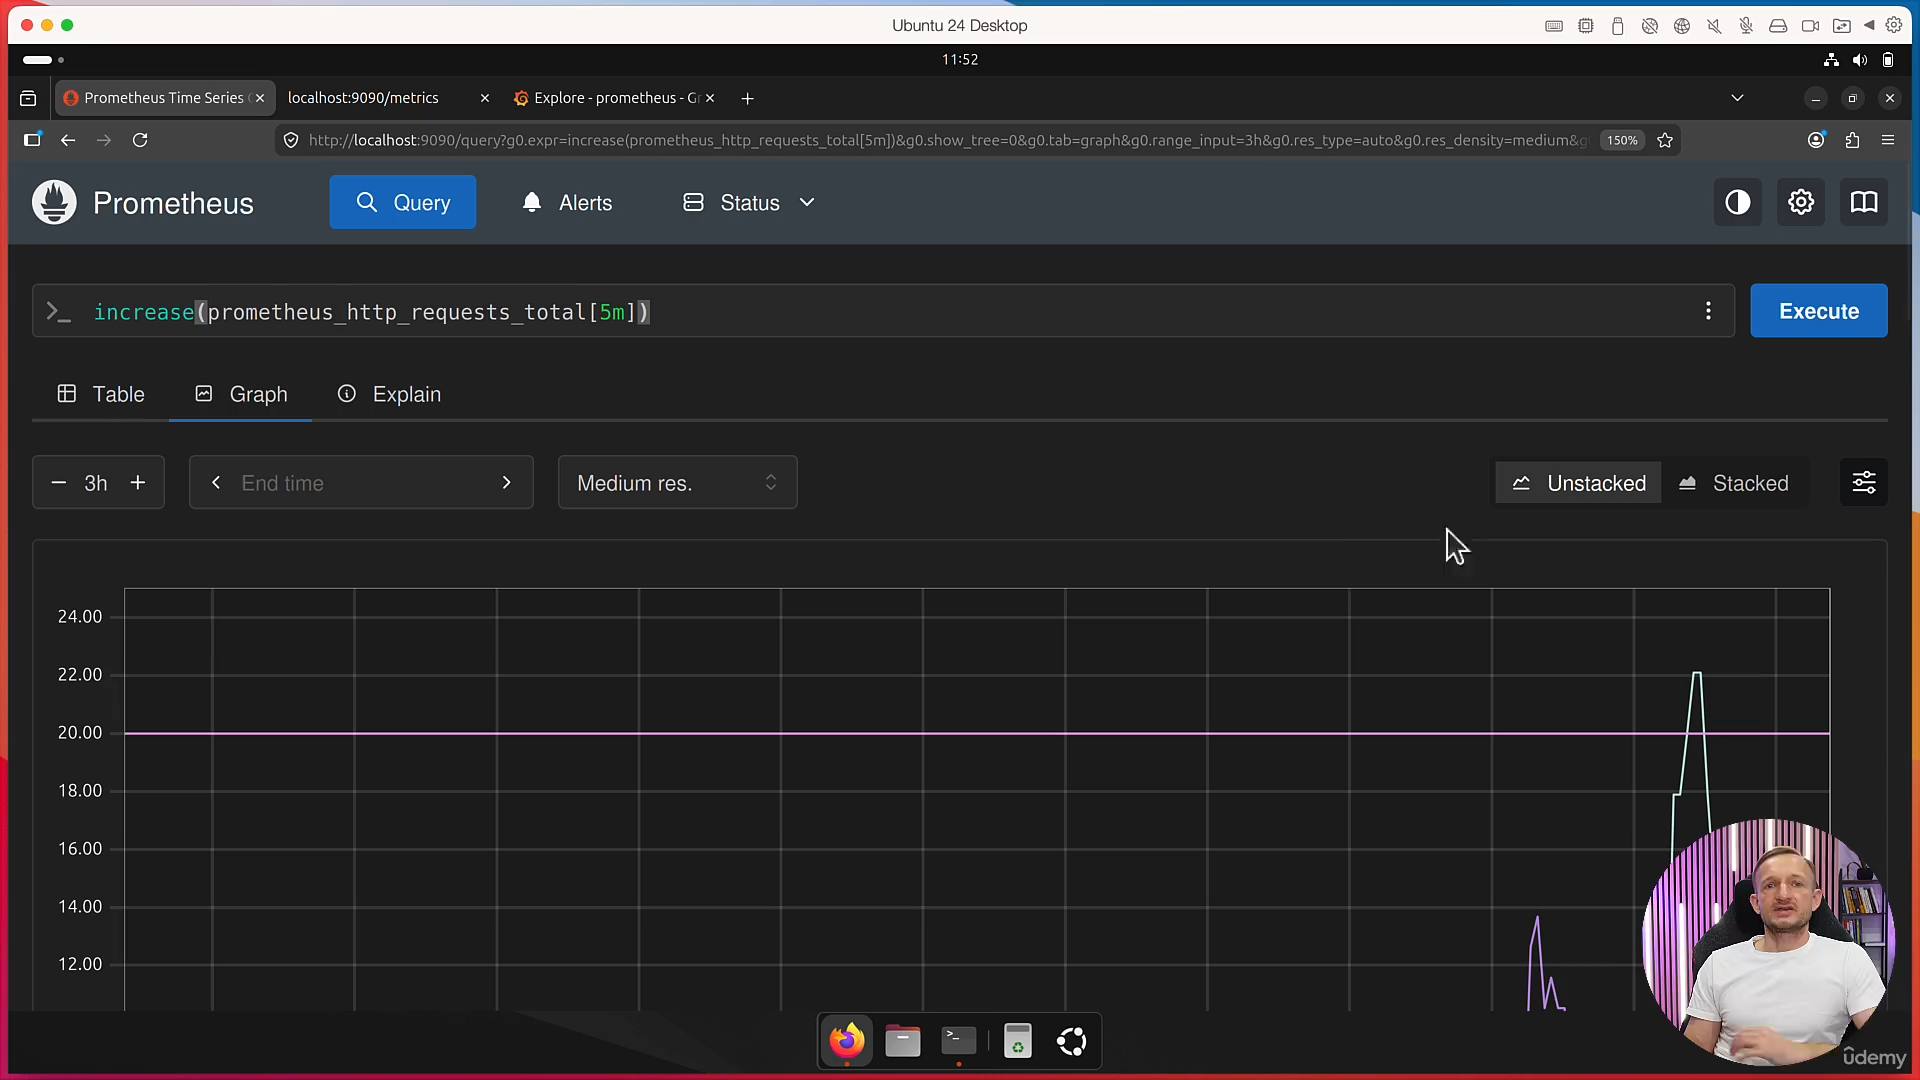 Ubuntu 24 Desktop
11:52
Prometheus Time Series
localhost:9090/metrics
Explore - prometheus - Gr
http://localhost:9090/query?g0.expr=increase(prometheus_http_requests_total[5m])&g0.show_tree=0&g0.tab=graph&g0.range_input=3h&g0.res_type=auto&g0.res_density=medium&g
150%
Prometheus
Query
Alerts
Status
>_ increase(prometheus_http_requests_total[5m])
Execute
Table
Graph
Explain
− 3h +
End time
Medium res.
Unstacked
Stacked
24.00
22.00
20.00
18.00
16.00
14.00
12.00
udemy